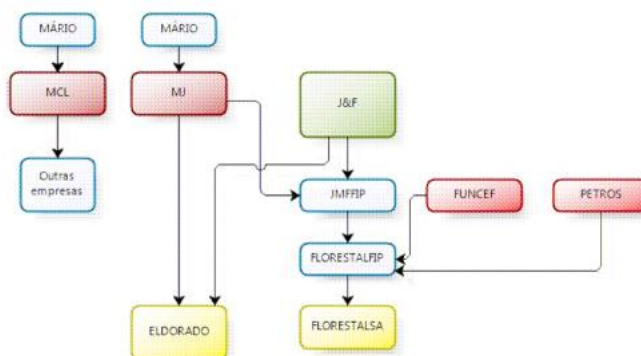 MÁRIO
MÁRIO
MCL
MJ
J&F
Outras
empresas
JMFFIP
FUNCEF
PETROS
FLORESTALFIP
ELDORADO
FLORESTALSA